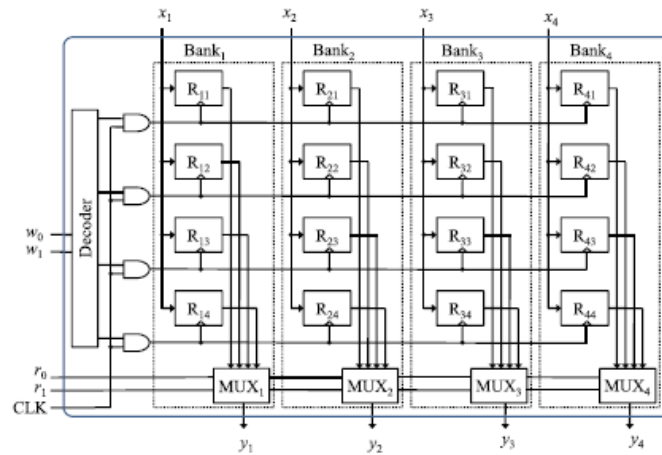 x1 x2 x3 x4
Bank1 Bank2 Bank3 Bank4
R11 R21 R31 R41
R12 R22 R32 R42
Decoder
w0
w1
R13 R23 R33 R43
R14 R24 R34 R44
r0
r1
CLK
MUX1 MUX2 MUX3 MUX4
y1 y2 y3 y4